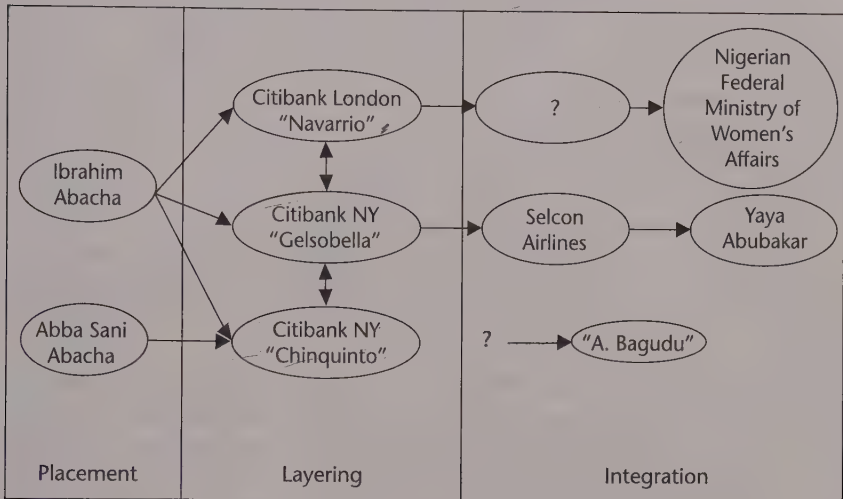 Ibrahim
Abacha
Abba Sani
Abacha
Placement
Citibank London
"Navarrio"
Citibank NY
"Gelsobella"
Citibank NY
"Chinquinto"
Layering
?
Nigerian
Federal
Ministry of
Women's
Affairs
Selcon
Airlines
Yaya
Abubakar
?
"A. Bagudu"
Integration